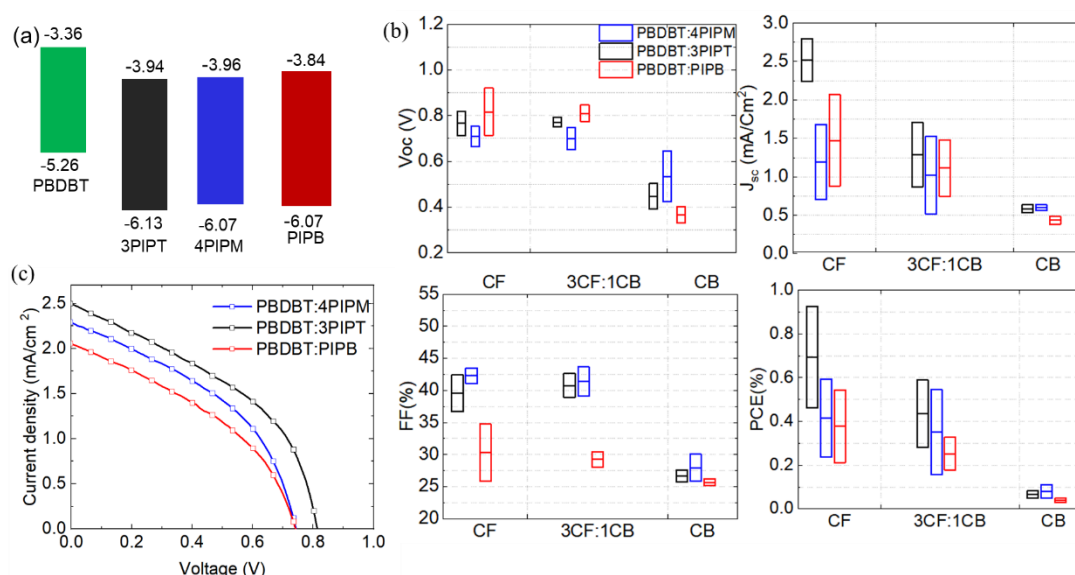 (a)
-3.36
-3.94
-3.96
-3.84
-5.26
PBDBT
-6.13
3PIPT
-6.07
4PIPM
-6.07
PIPB
(b)
1.2
1.0
0.8
0.6
0.4
0.2
Voc (V)
PBDBT:4PIPM
PBDBT:3PIPT
PBDBT:PIPB
CF
3CF:1CB
CB
3.0
2.5
2.0
1.5
1.0
0.5
0.0
Jsc (mA/Cm²)
CF
3CF:1CB
CB
55
50
45
40
35
30
25
20
FF(%)
CF
3CF:1CB
CB
1.0
0.8
0.6
0.4
0.2
0.0
PCE(%)
CF
3CF:1CB
CB
(c)
2.5
2.0
1.5
1.0
0.5
0.0
Current density (mA/cm²)
PBDBT:4PIPM
PBDBT:3PIPT
PBDBT:PIPB
0.0 0.2 0.4 0.6 0.8 1.0
Voltage (V)